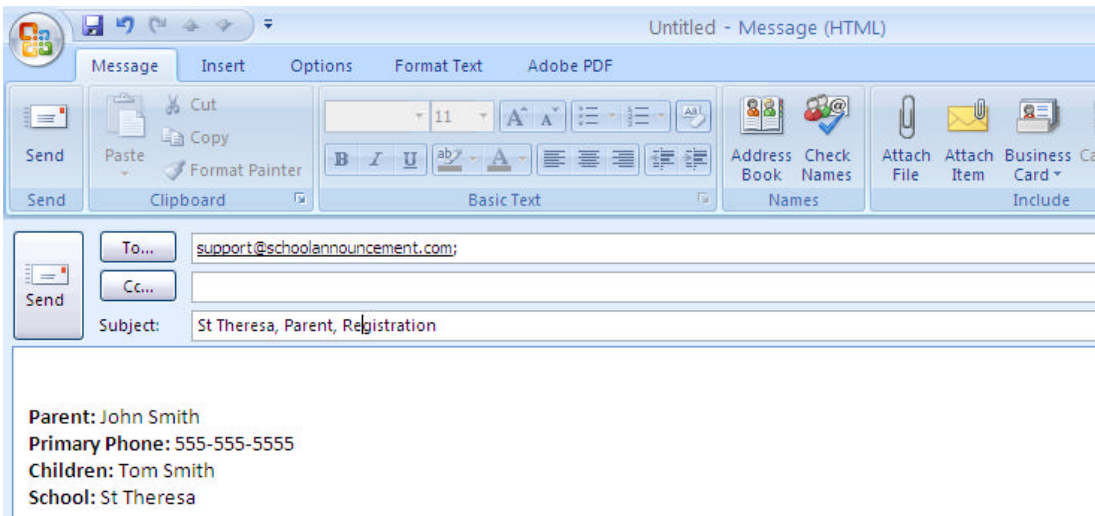 Untitled - Message (HTML)
Message Insert Options Format Text Adobe PDF
Send
Paste
Cut
Copy
Format Painter
11
Aa
B I U ab A
Address Book
Check Names
Attach File
Attach Item
Business Card
Send Clipboard Basic Text Names Include
Send
To... support@schoolannouncement.com;
Cc...
Subject: St Theresa, Parent, Registration
Parent: John Smith
Primary Phone: 555-555-5555
Children: Tom Smith
School: St Theresa